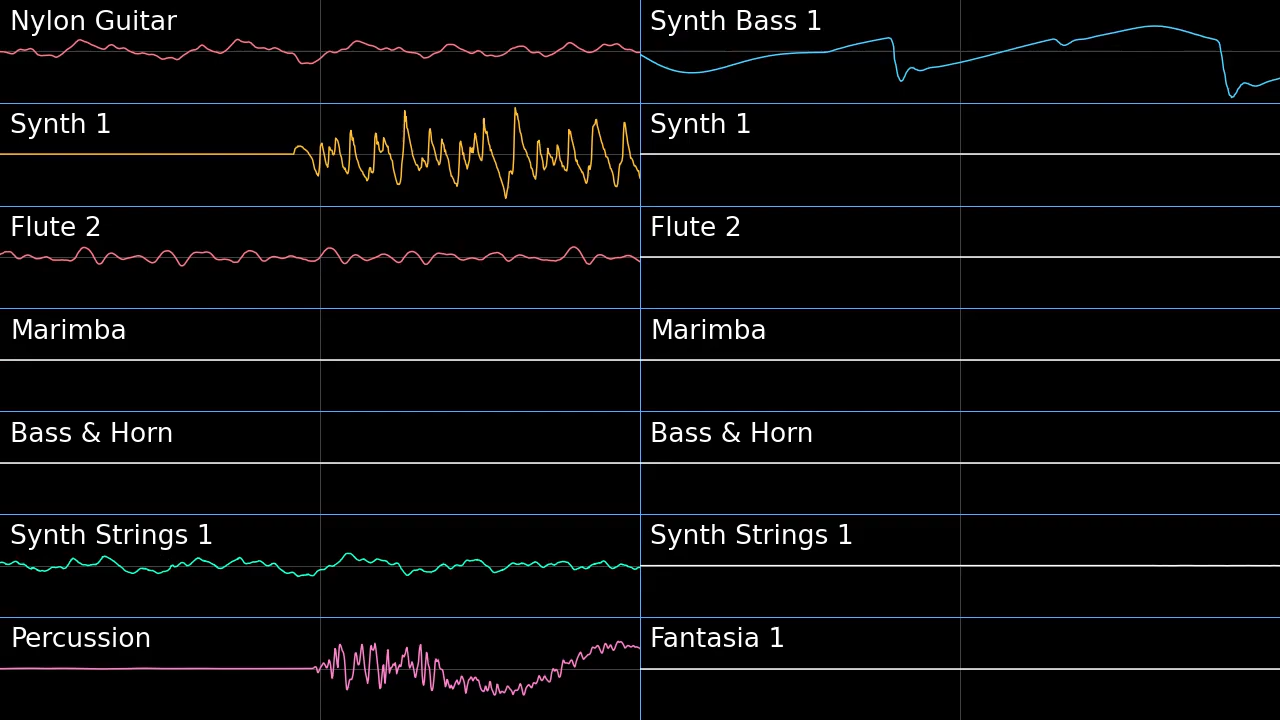 Nylon Guitar
Synth Bass 1
Synth 1
Synth 1
Flute 2
Flute 2
Marimba
Marimba
Bass & Horn
Bass & Horn
Synth Strings 1
Synth Strings 1
Percussion
Fantasia 1